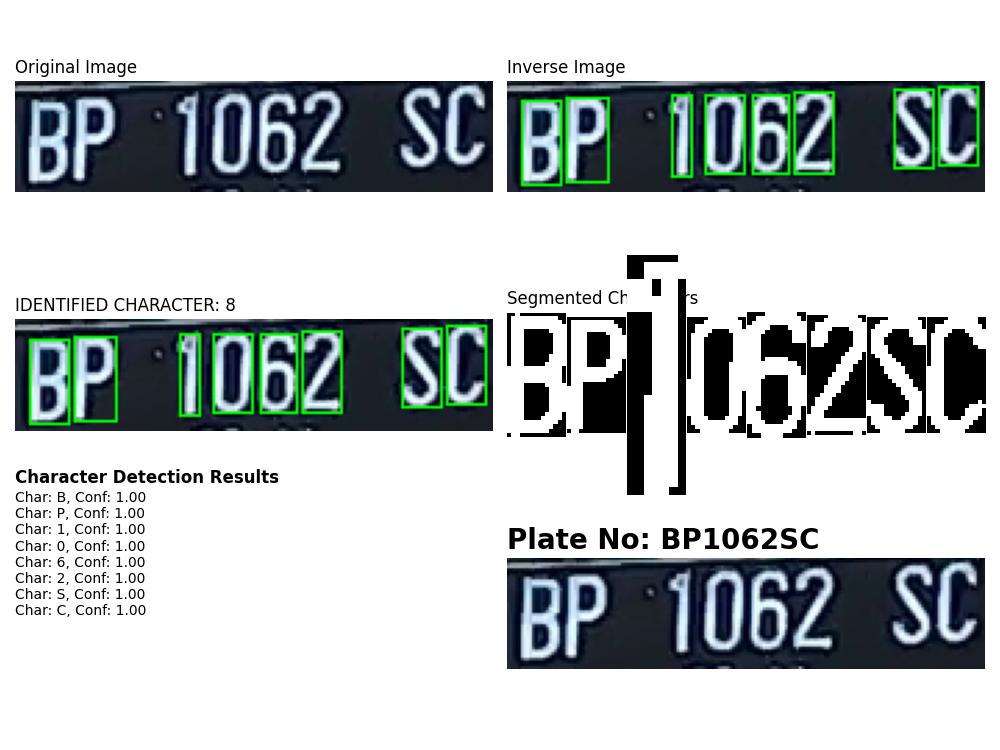 Original Image
BP 1062 SC
Inverse Image
BP 1062 SC
IDENTIFIED CHARACTER: 8
BP 1062 SC
Segmented Ch rs
BP1062SC
Character Detection Results
Char: B, Conf: 1.00
Char: P, Conf: 1.00
Char: 1, Conf: 1.00
Char: 0, Conf: 1.00
Char: 6, Conf: 1.00
Char: 2, Conf: 1.00
Char: S, Conf: 1.00
Char: C, Conf: 1.00
Plate No: BP1062SC
BP 1062 SC